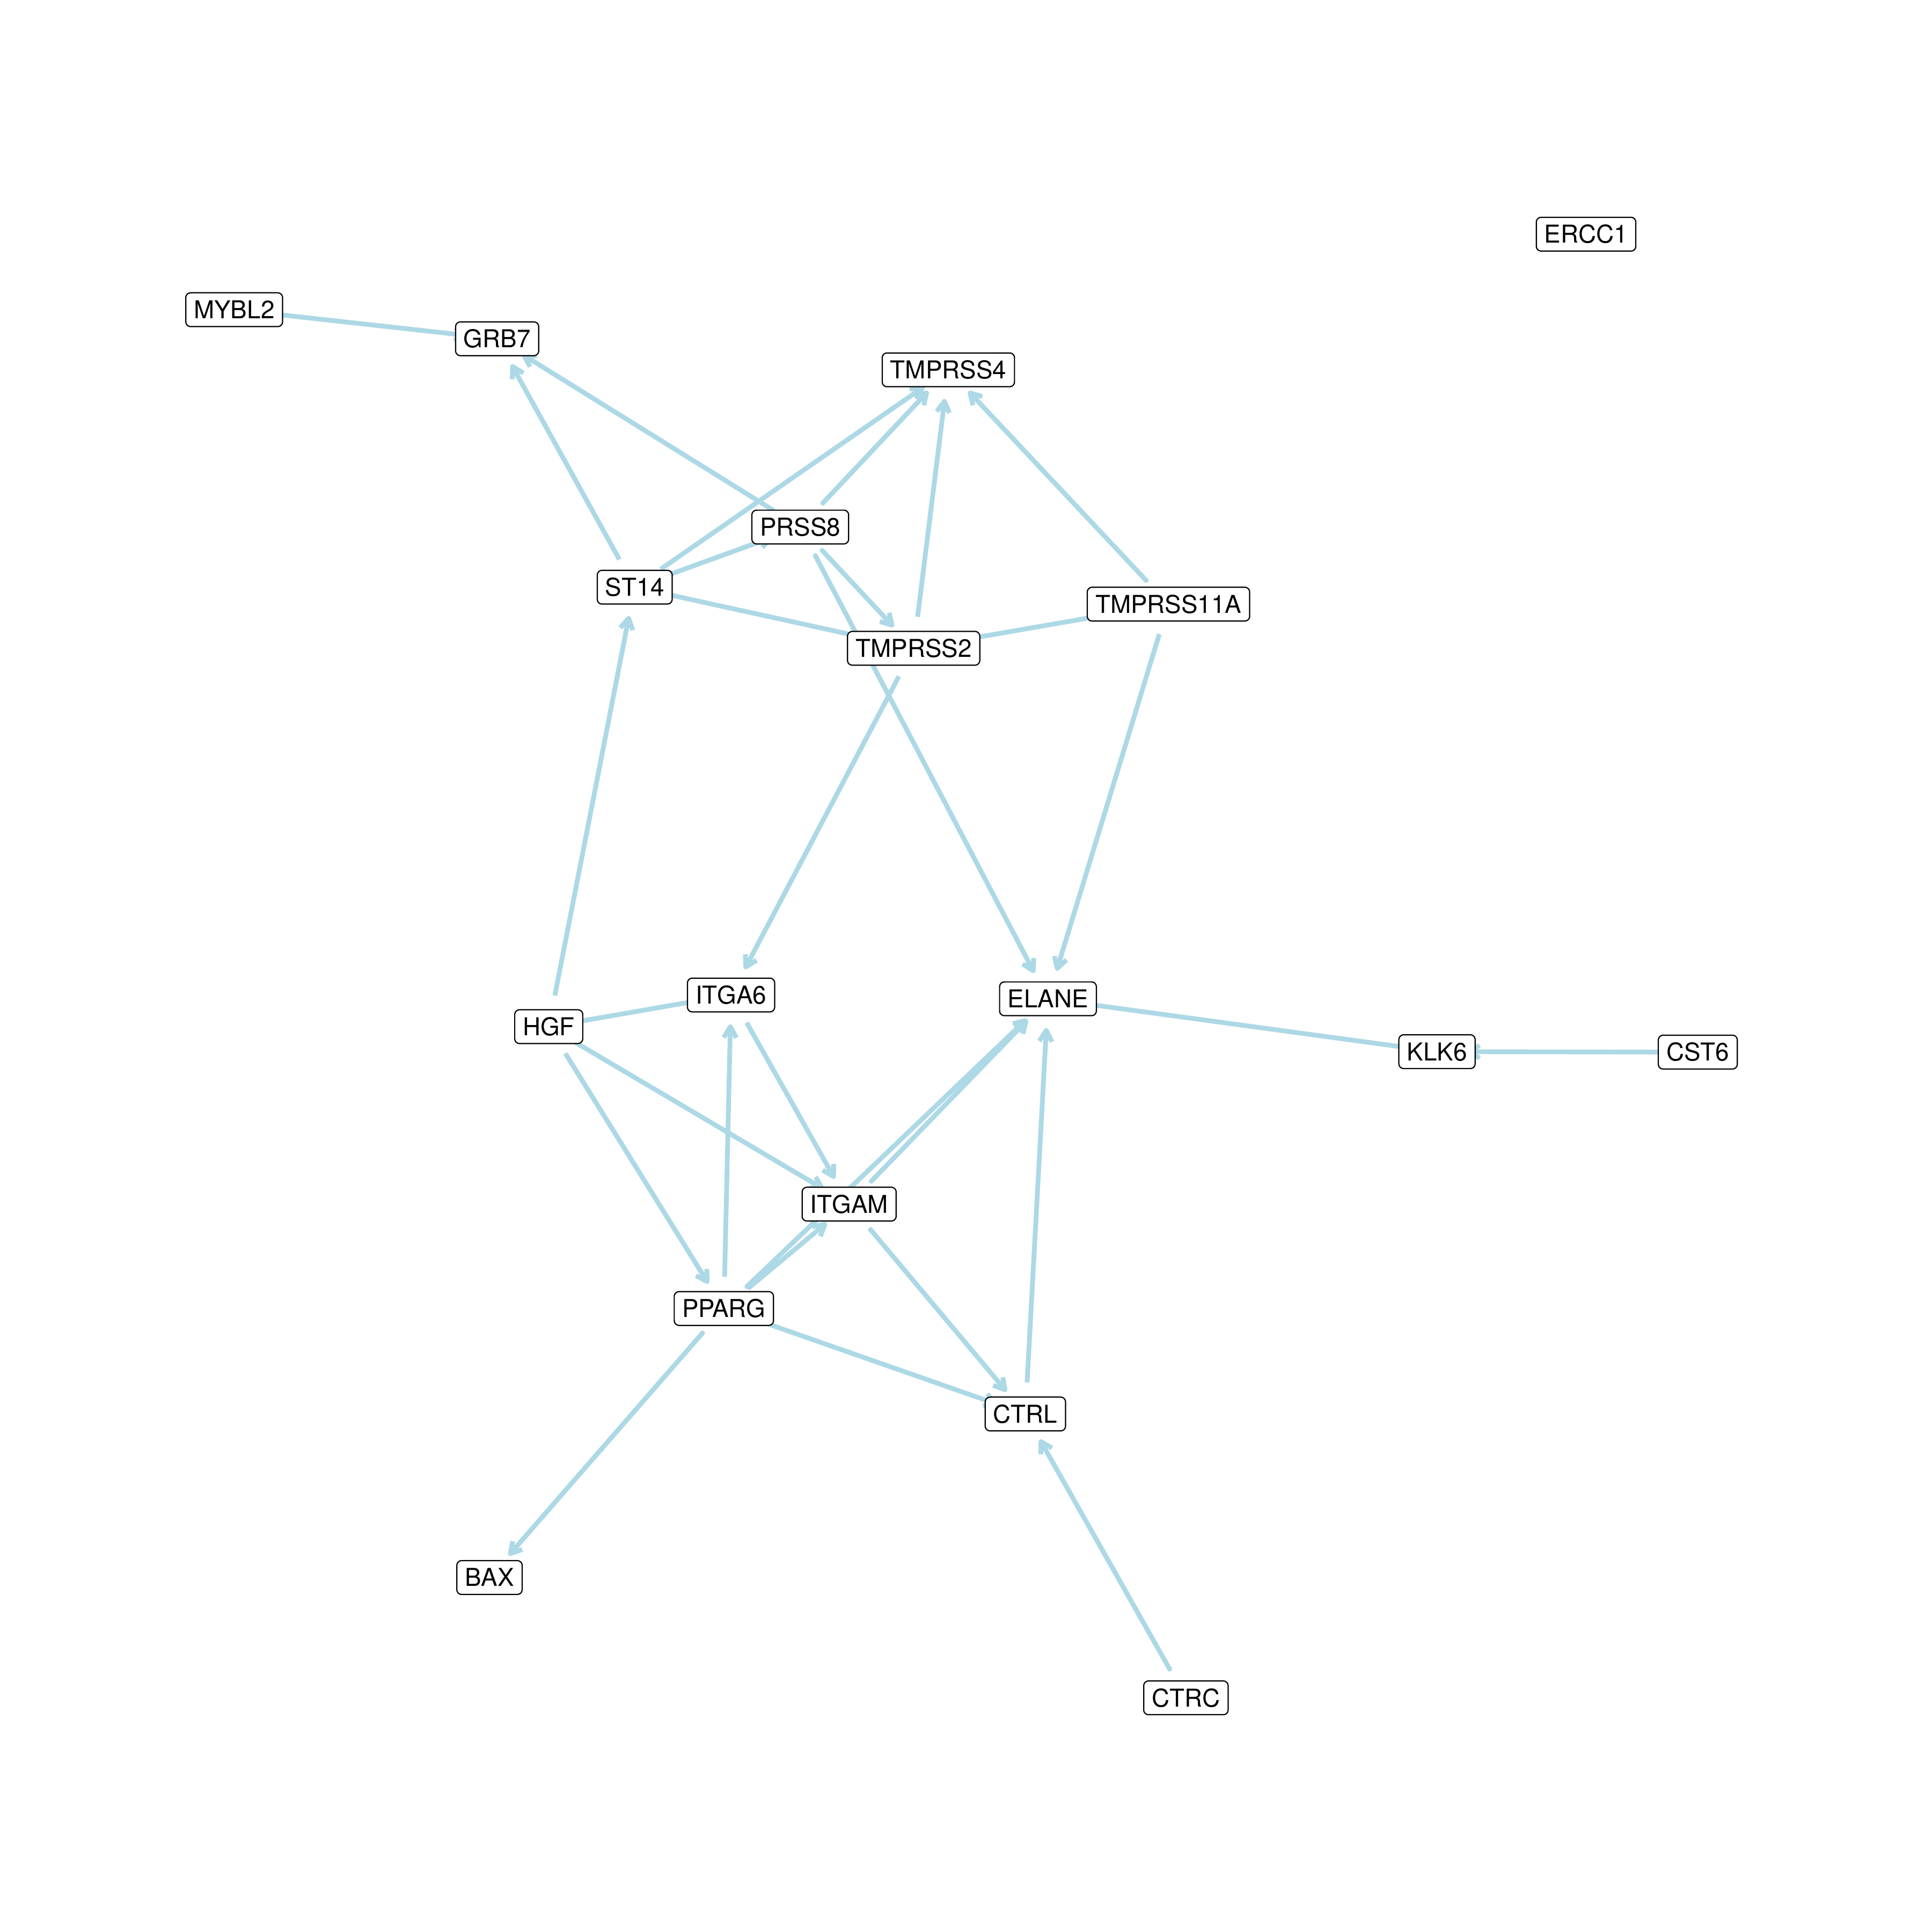 ERCC1
MYBL2
GRB7
TMPRSS4
PRSS8
ST14
TMPRSS11A
TMPRSS2
ITGA6
ELANE
HGF
KLK6
CST6
ITGAM
PPARG
CTRL
BAX
CTRC